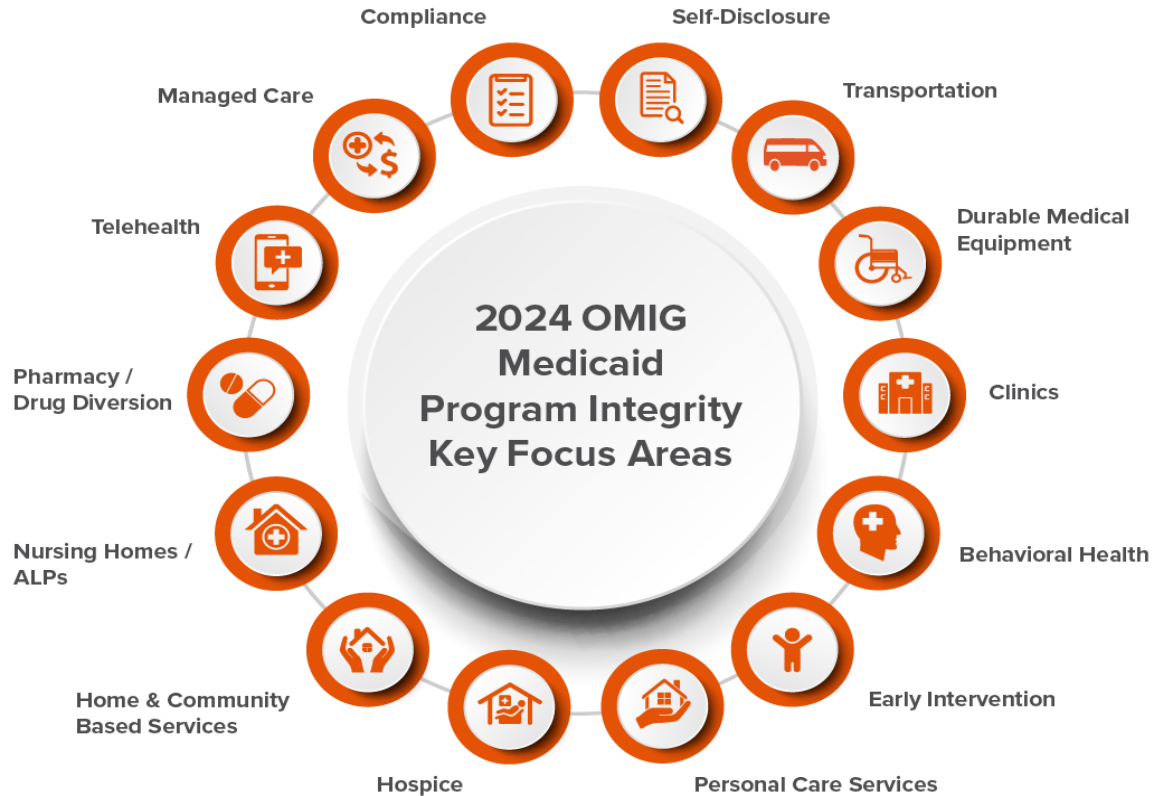 Compliance
Self-Disclosure
Managed Care
Transportation
Telehealth
Durable Medical
Equipment
2024 OMIG
Medicaid
Program Integrity
Key Focus Areas
Pharmacy /
Drug Diversion
Clinics
Nursing Homes /
ALPs
Behavioral Health
Home & Community
Based Services
Early Intervention
Hospice
Personal Care Services